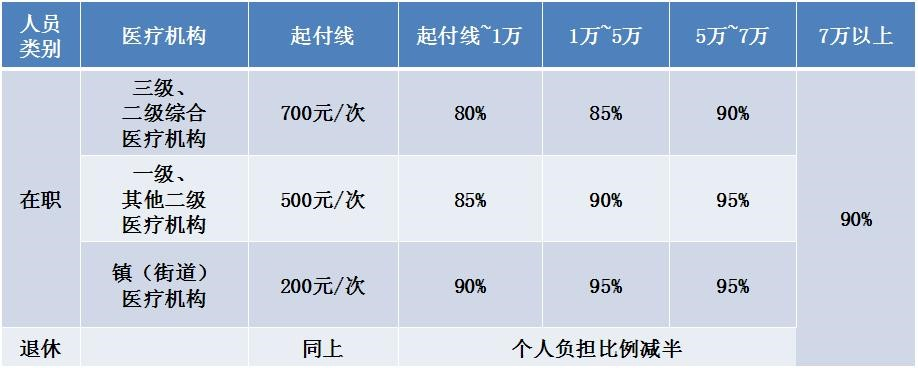 人员
类别
医疗机构
起付线
起付线~1万
1万~5万
5万~7万
7万以上
在职
三级、
二级综合
医疗机构
700元/次
80%
85%
90%
一级、
其他二级
医疗机构
500元/次
85%
90%
95%
镇（街道）
医疗机构
200元/次
90%
95%
95%
90%
退休
同上
个人负担比例减半